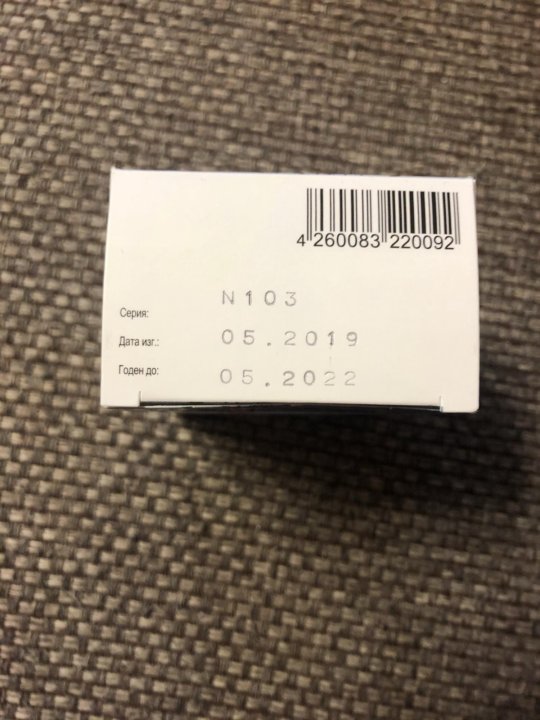 4 260083 220092
Серия: N103
Дата изг.: 05.2019
Годен до: 05.2022